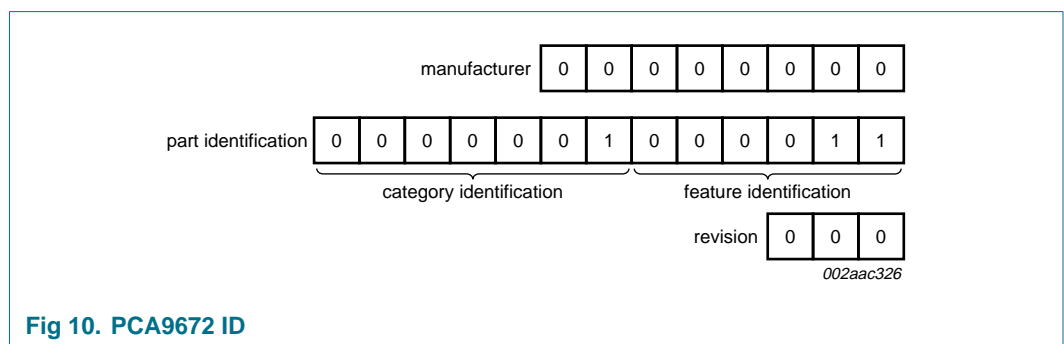 manufacturer 0 0 0 0 0 0 0 0
part identification 0 0 0 0 0 0 1 0 0 0 0 1 1
category identification feature identification
revision 0 0 0
002aac326
Fig 10. PCA9672 ID